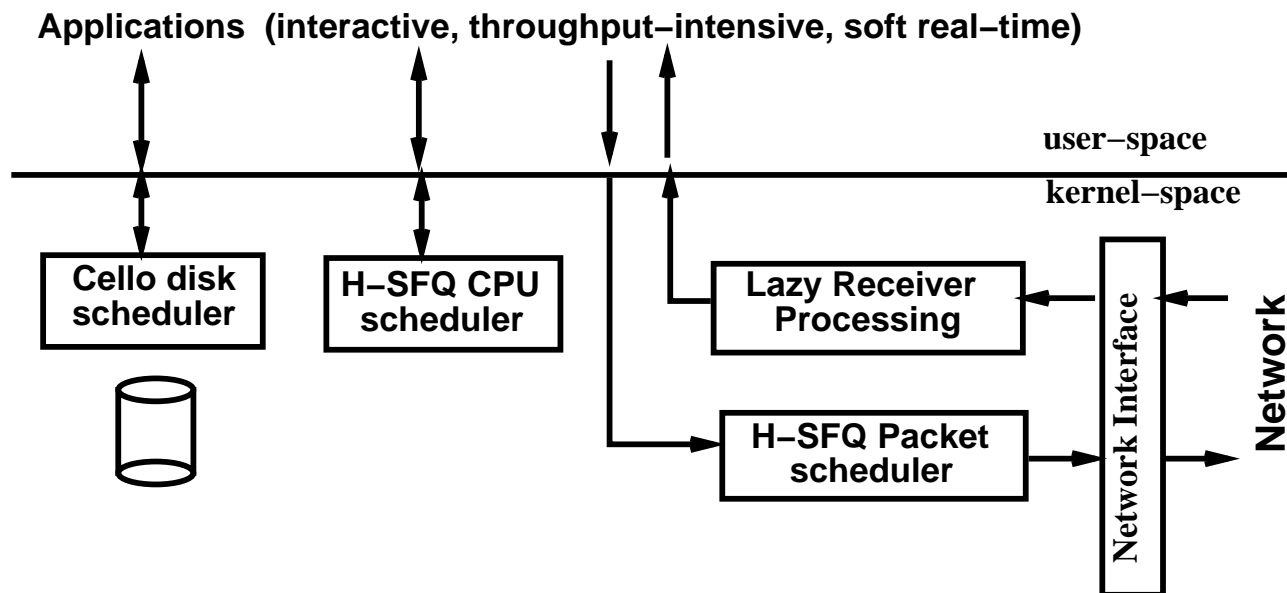 Applications (interactive, throughput−intensive, soft real−time)
user−space
kernel−space
Cello disk
scheduler
H−SFQ CPU
scheduler
Lazy Receiver
Processing
H−SFQ Packet
scheduler
Network Interface
Network